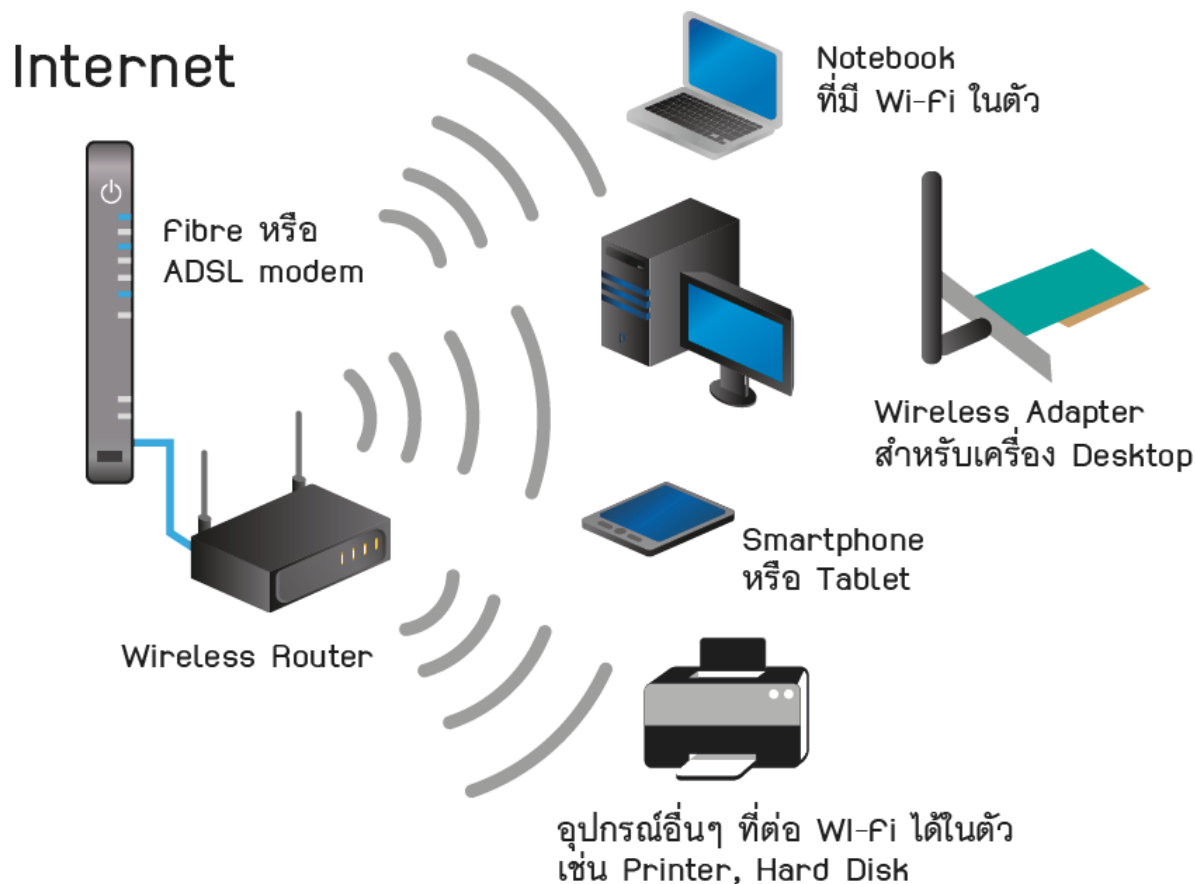 Internet
Notebook
ที่มี Wi-Fi ในตัว
Fibre หรือ
ADSL modem
Wireless Adapter
สำหรับเครื่อง Desktop
Smartphone
หรือ Tablet
Wireless Router
อุปกรณ์อื่นๆ ที่ต่อ WI-Fi ได้ในตัว
เช่น Printer, Hard Disk